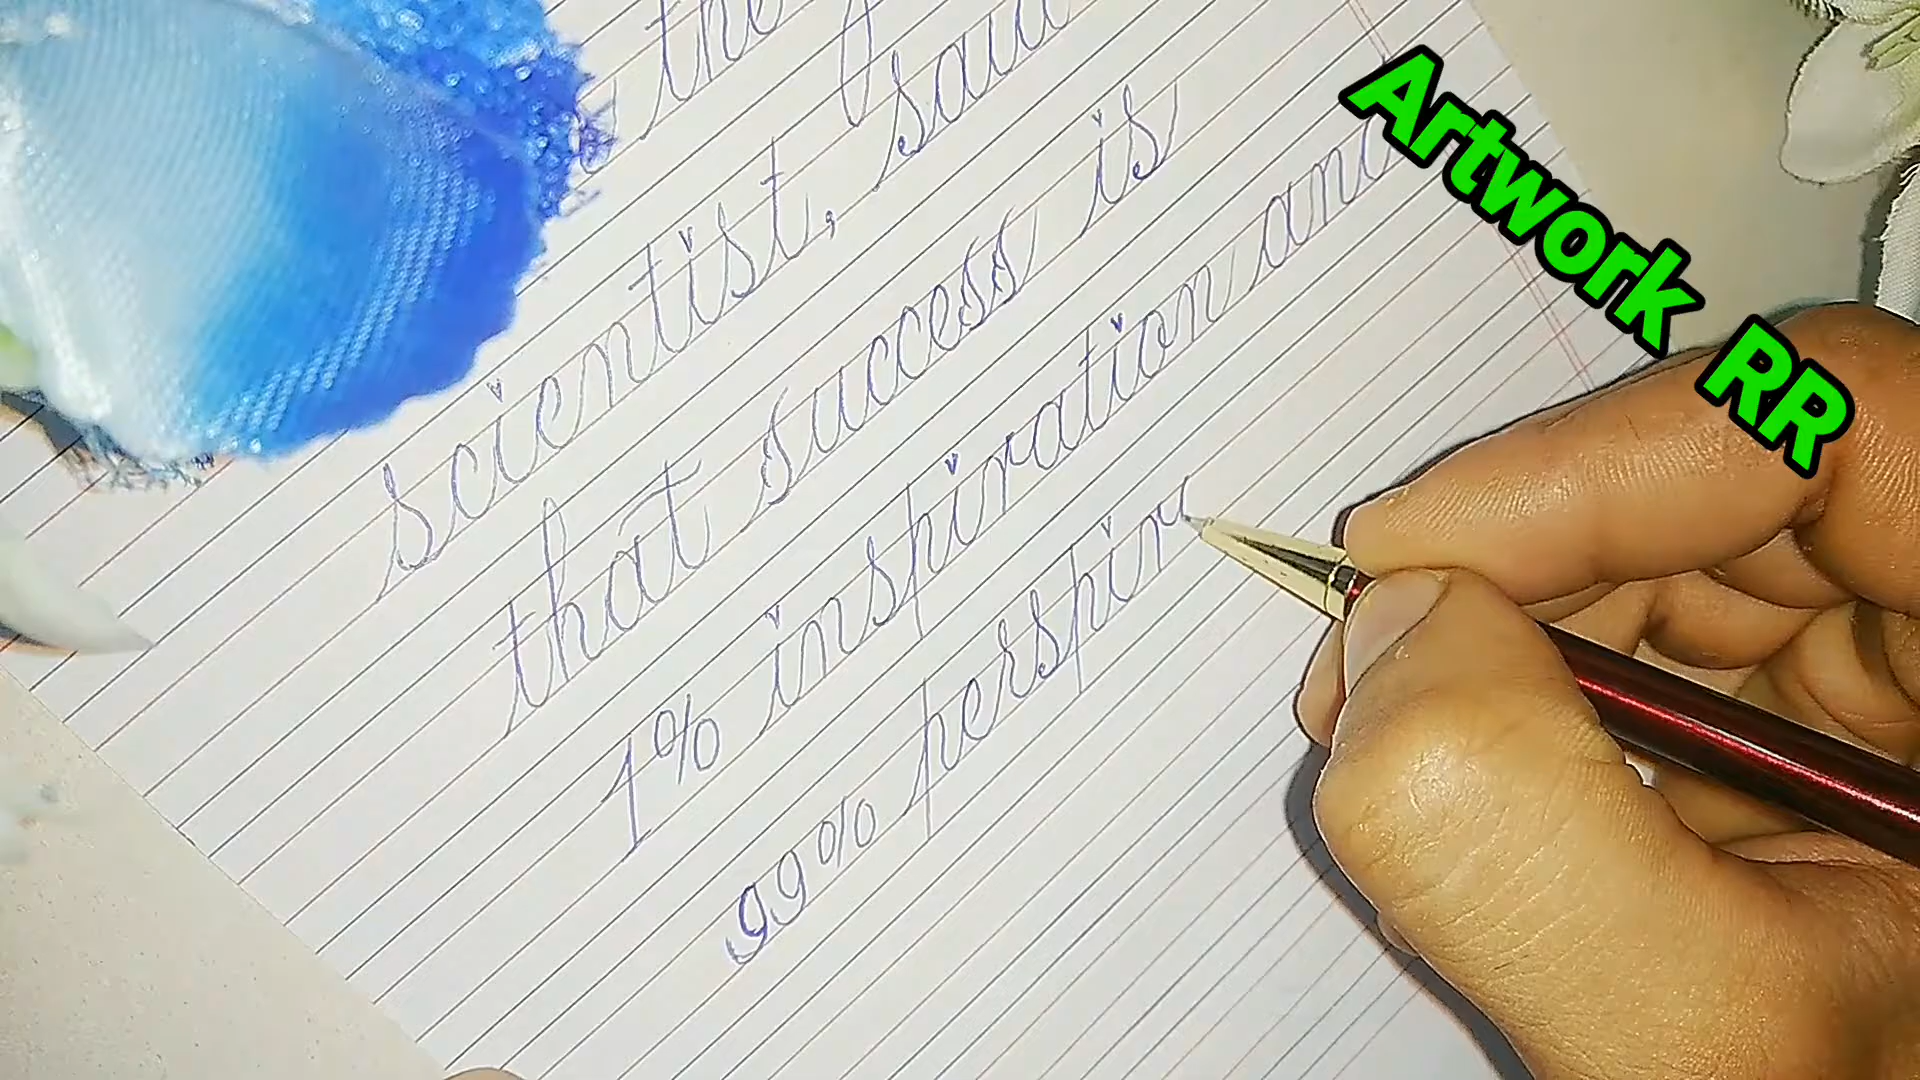 the
scientist, said
that success is
1% inspiration and
99% perspir
Artwork RR